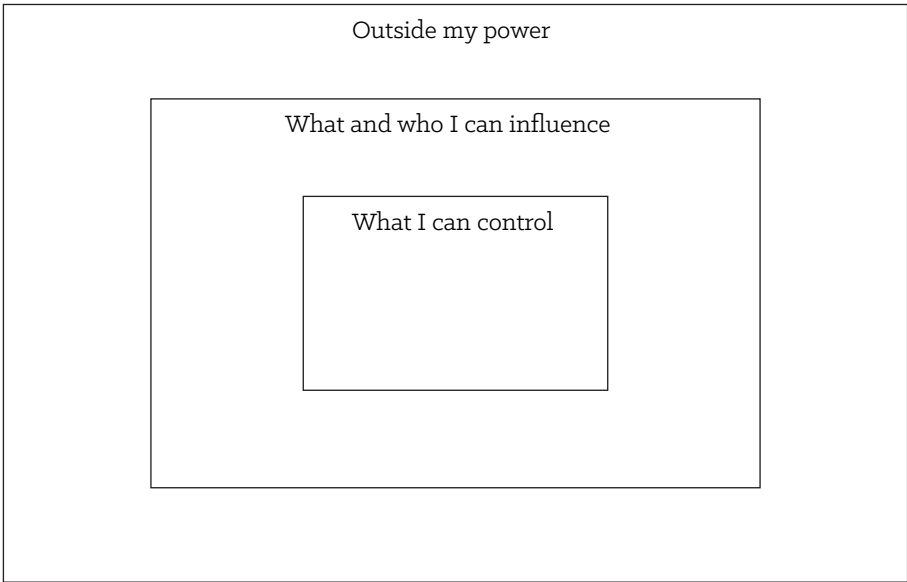 Outside my power
What and who I can influence
What I can control